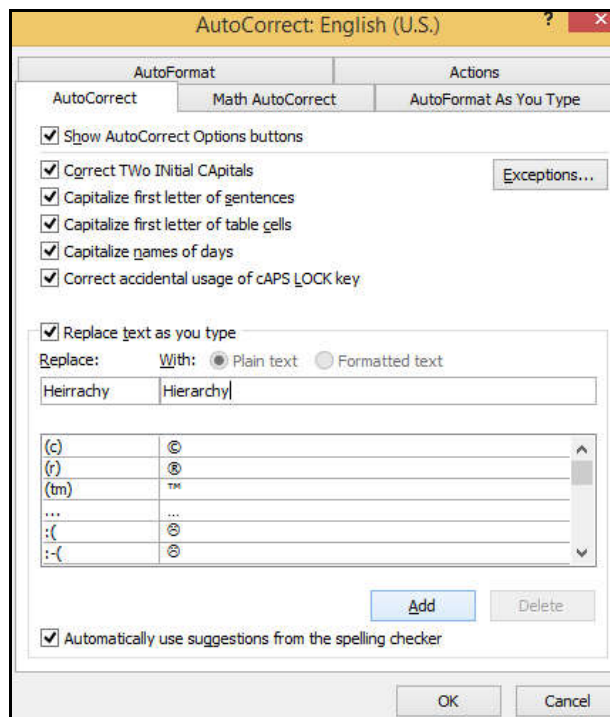 AutoCorrect: English (U.S.) ? ×
AutoFormat Actions
AutoCorrect Math AutoCorrect AutoFormat As You Type
Show AutoCorrect Options buttons
Correct TWo INitial CApitals Exceptions...
Capitalize first letter of sentences
Capitalize first letter of table cells
Capitalize names of days
Correct accidental usage of cAPS LOCK key
Replace text as you type
Replace: With: Plain text Formatted text
Heirrachy Hierarchy
(c) ©
(r) ®
(tm) ™
... ...
:( ☹
:-( ☹
Add Delete
Automatically use suggestions from the spelling checker
OK Cancel